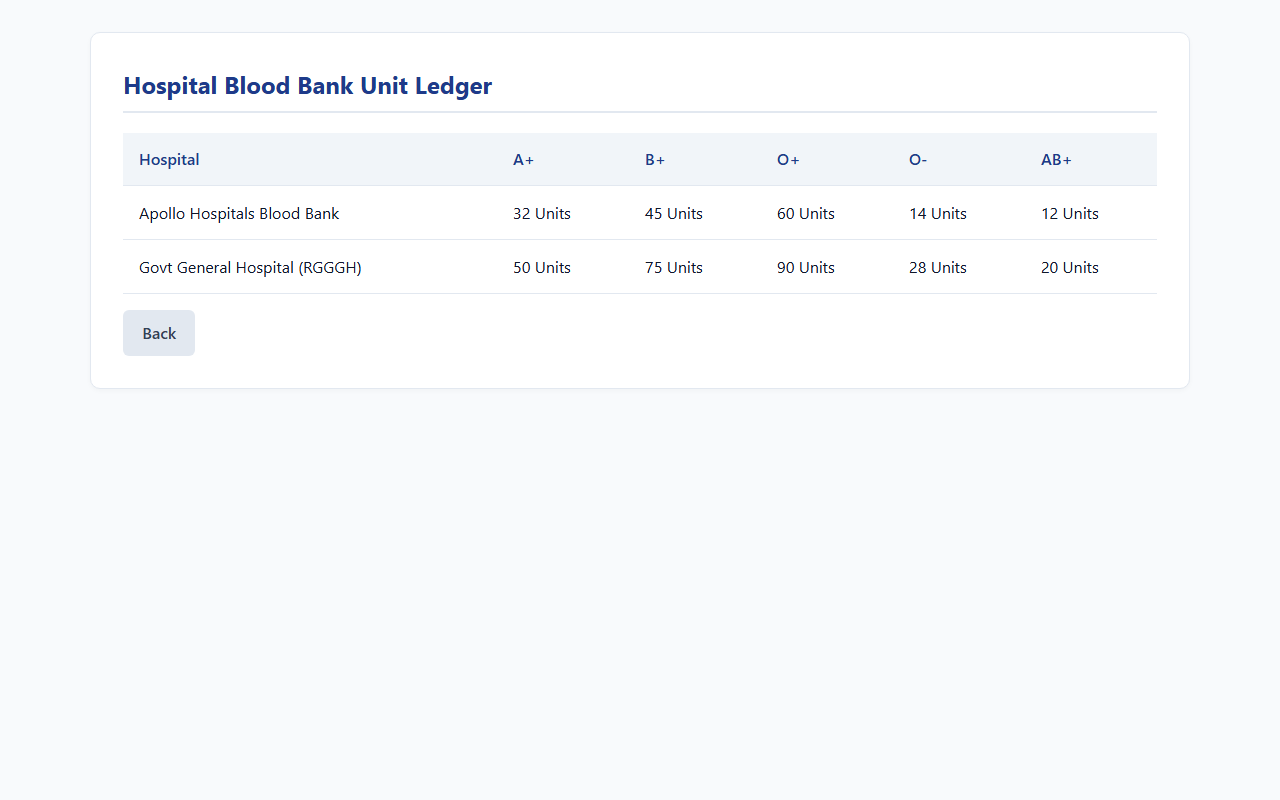 Hospital Blood Bank Unit Ledger
Hospital A+ B+ O+ O- AB+
Apollo Hospitals Blood Bank 32 Units 45 Units 60 Units 14 Units 12 Units
Govt General Hospital (RGGGH) 50 Units 75 Units 90 Units 28 Units 20 Units
Back